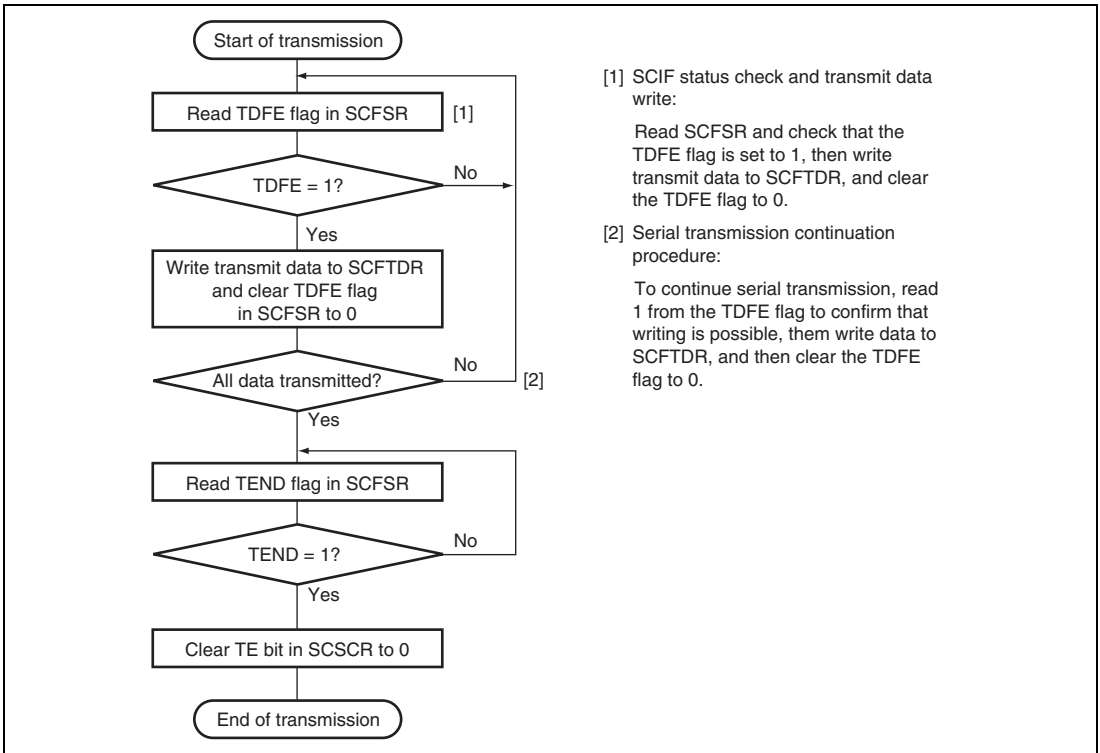 Start of transmission
Read TDFE flag in SCFSR
[1]
TDFE = 1?
No
Yes
Write transmit data to SCFTDR
and clear TDFE flag
in SCFSR to 0
All data transmitted?
No
[2]
Yes
Read TEND flag in SCFSR
TEND = 1?
No
Yes
Clear TE bit in SCSCR to 0
End of transmission
[1] SCIF status check and transmit data
write:
Read SCFSR and check that the
TDFE flag is set to 1, then write
transmit data to SCFTDR, and clear
the TDFE flag to 0.
[2] Serial transmission continuation
procedure:
To continue serial transmission, read
1 from the TDFE flag to confirm that
writing is possible, them write data to
SCFTDR, and then clear the TDFE
flag to 0.